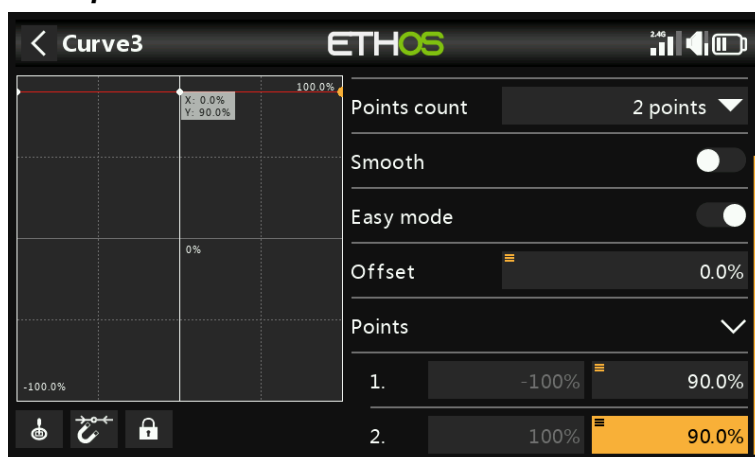 Curve3
ETHOS
2.4G
100.0%
X: 0.0%
Y: 90.0%
0%
-100.0%
Points count 2 points
Smooth
Easy mode
Offset 0.0%
Points
1. -100% 90.0%
2. 100% 90.0%